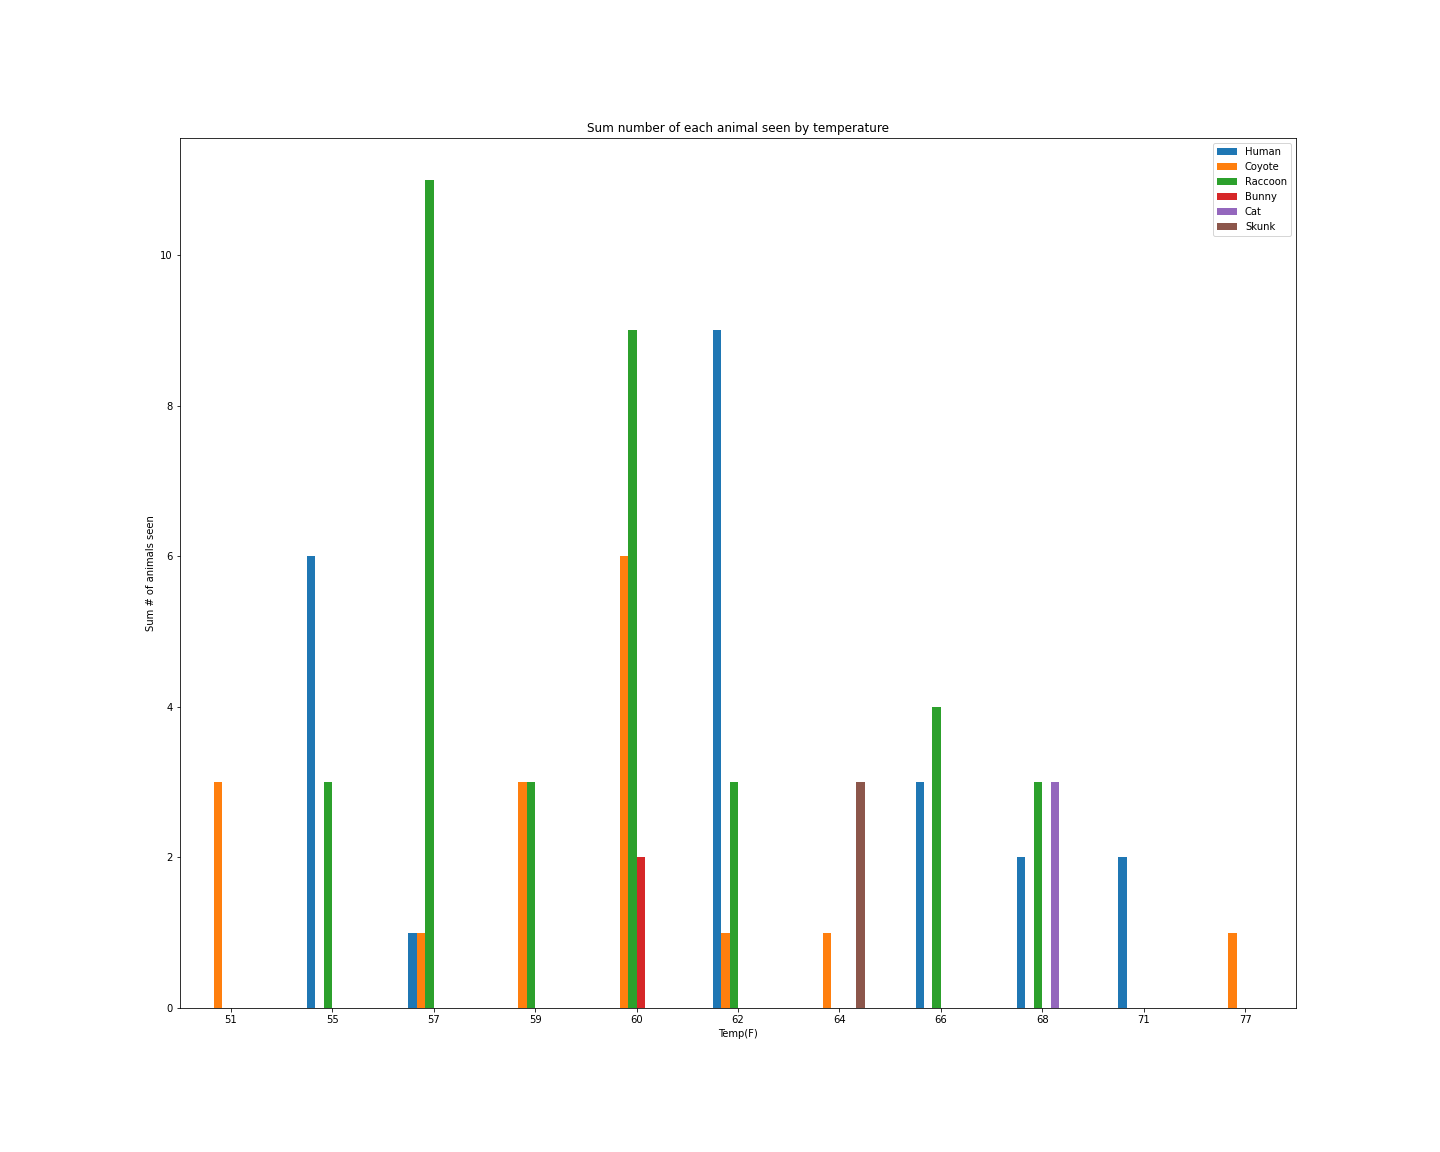 Sum number of each animal seen by temperature
Human
Coyote
Raccoon
Bunny
Cat
Skunk
10
8
6
4
2
0
Sum # of animals seen
51 55 57 59 60 62 64 66 68 71 77
Temp(F)